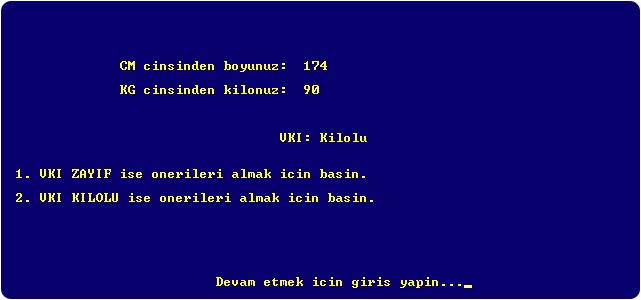 CM cinsinden boyunuz: 174
KG cinsinden kilonuz: 90
VKI: Kilolu
1. VKI ZAYIF ise onerileri almak icin basin.
2. VKI KILOLU ise onerileri almak icin basin.
Devam etmek icin giris yapin..._